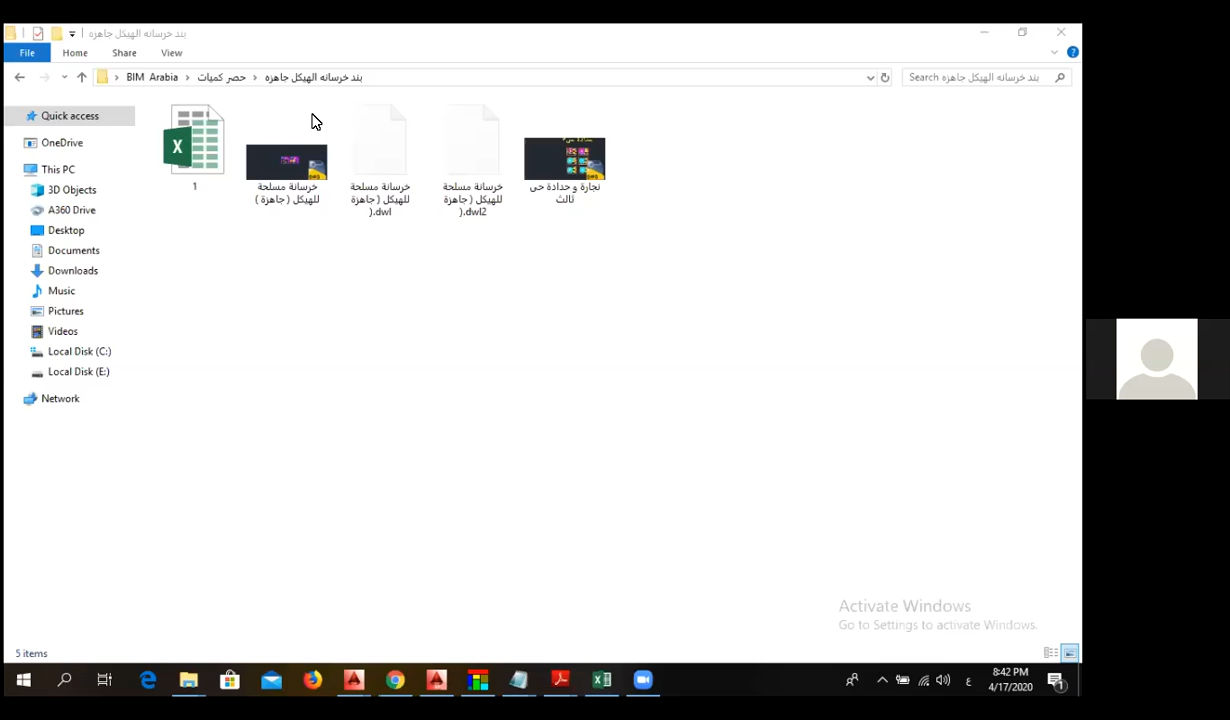 بند خرسانه الهيكل جاهزه
File
Home
Share
View
BIM Arabia
حصر كميات
بند خرسانه الهيكل جاهزه
Search بند خرسانه الهيكل جاهزه
Quick access
OneDrive
This PC
3D Objects
A360 Drive
Desktop
Documents
Downloads
Music
Pictures
Videos
Local Disk (C:)
Local Disk (E:)
Network
1
خرسانة مسلحة
للهيكل ( جاهزة )
خرسانة مسلحة
للهيكل ( جاهزة
).dwl
خرسانة مسلحة
للهيكل ( جاهزة
).dwl2
نجارة و حدادة حى
ثالث
Activate Windows
Go to Settings to activate Windows.
5 items
ع
8:42 PM
4/17/2020
1